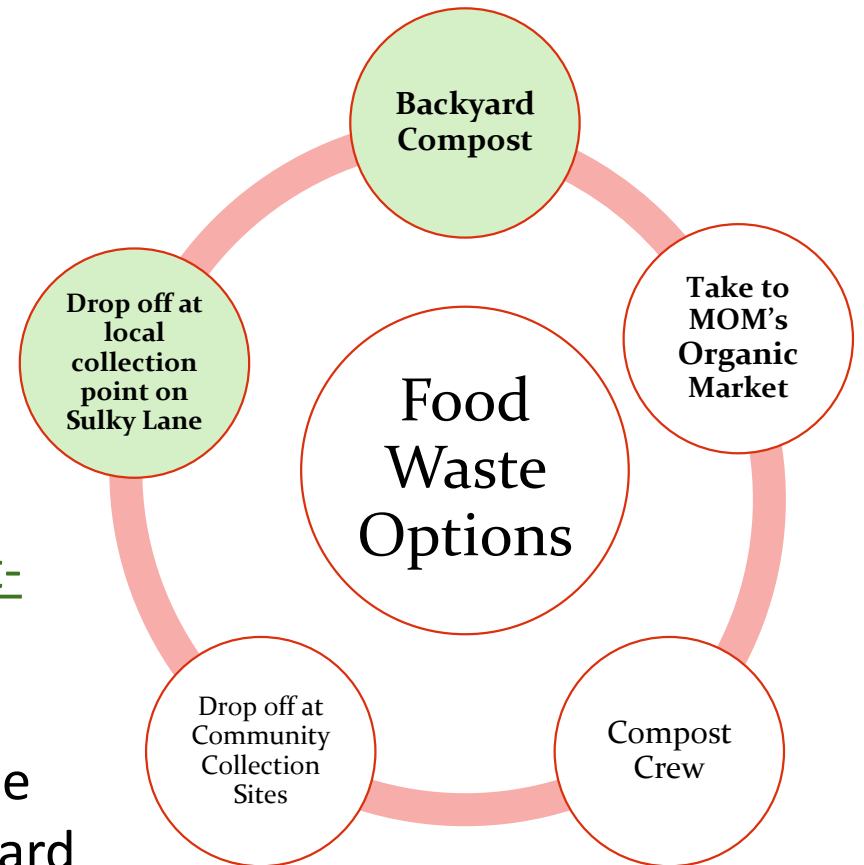 Backyard
Compost
Take to
MOM’s
Organic
Market
Drop off at
local
collection
point on
Sulky Lane
Food
Waste
Options
Drop off at
Community
Collection
Sites
Compost
Crew